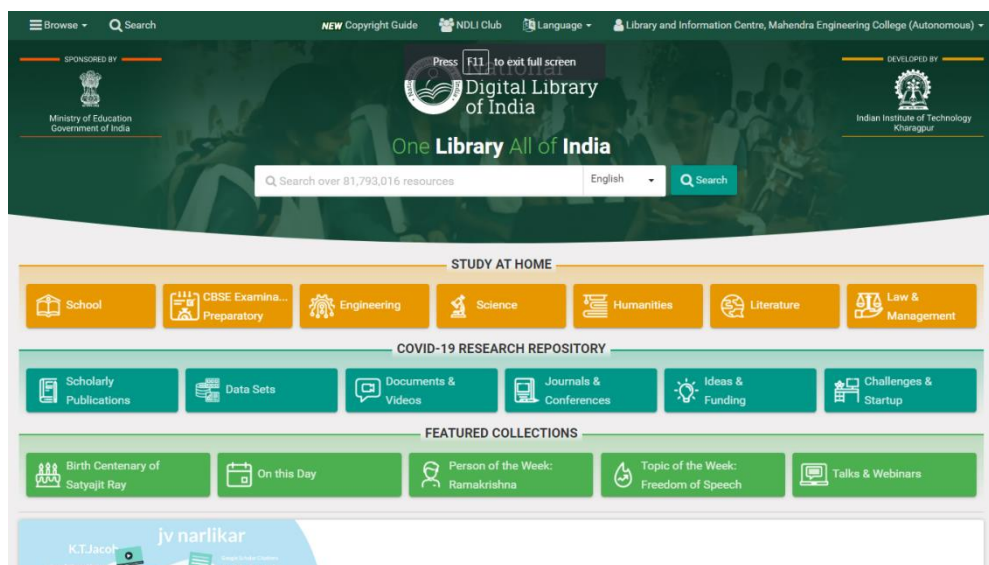 Browse
Search
NEW Copyright Guide
NDLI Club
Language
Library and Information Centre, Mahendra Engineering College (Autonomous)
SPONSORED BY
Ministry of Education
Government of India
Press F11 to exit full screen
National
Digital Library
of India
DEVELOPED BY
Indian Institute of Technology
Kharagpur
One Library All of India
Search over 81,793,016 resources
English
Search
STUDY AT HOME
School
CBSE Examina...
Preparatory
Engineering
Science
Humanities
Literature
Law &
Management
COVID-19 RESEARCH REPOSITORY
Scholarly
Publications
Data Sets
Documents &
Videos
Journals &
Conferences
Ideas &
Funding
Challenges &
Startup
FEATURED COLLECTIONS
Birth Centenary of
Satyajit Ray
On this Day
Person of the Week:
Ramakrishna
Topic of the Week:
Freedom of Speech
Talks & Webinars
jv narlikar
K.T.Jacob